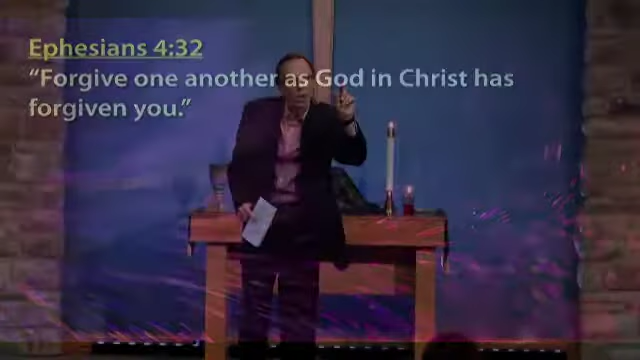 Ephesians 4:32
“Forgive one another as God in Christ has
forgiven you.”